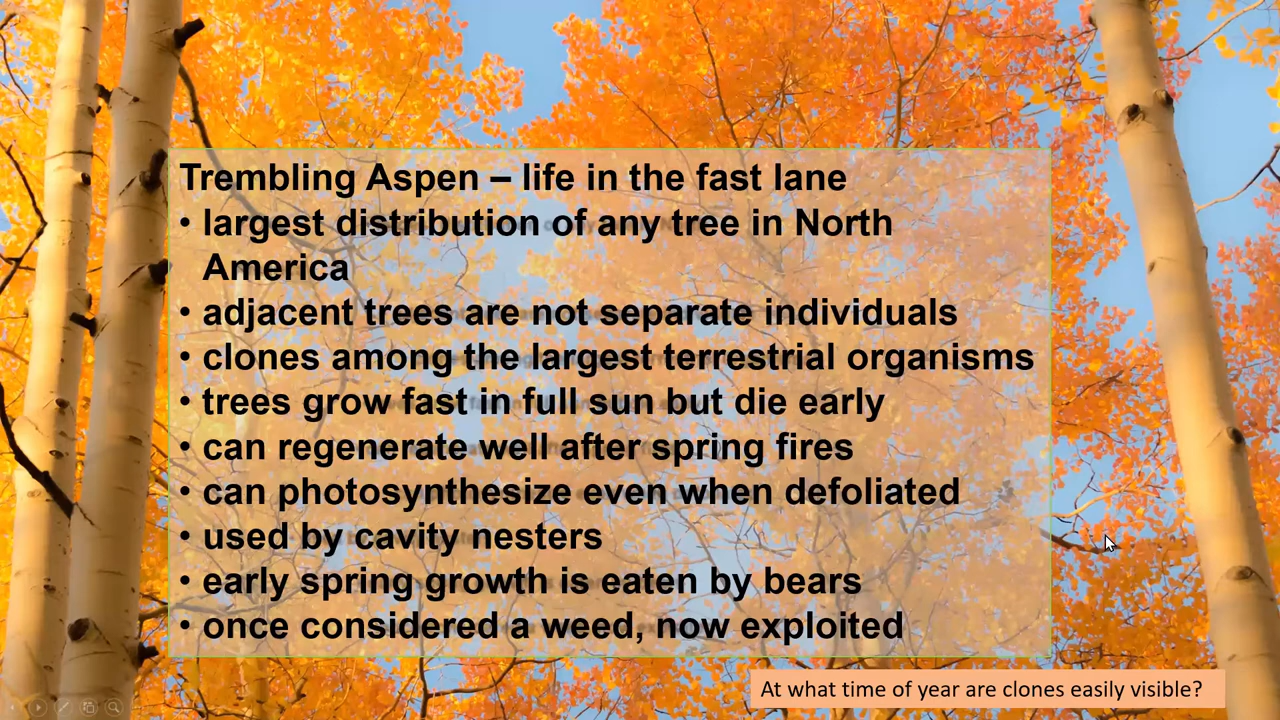 Trembling Aspen – life in the fast lane
• largest distribution of any tree in North
America
• adjacent trees are not separate individuals
• clones among the largest terrestrial organisms
• trees grow fast in full sun but die early
• can regenerate well after spring fires
• can photosynthesize even when defoliated
• used by cavity nesters
• early spring growth is eaten by bears
• once considered a weed, now exploited
At what time of year are clones easily visible?